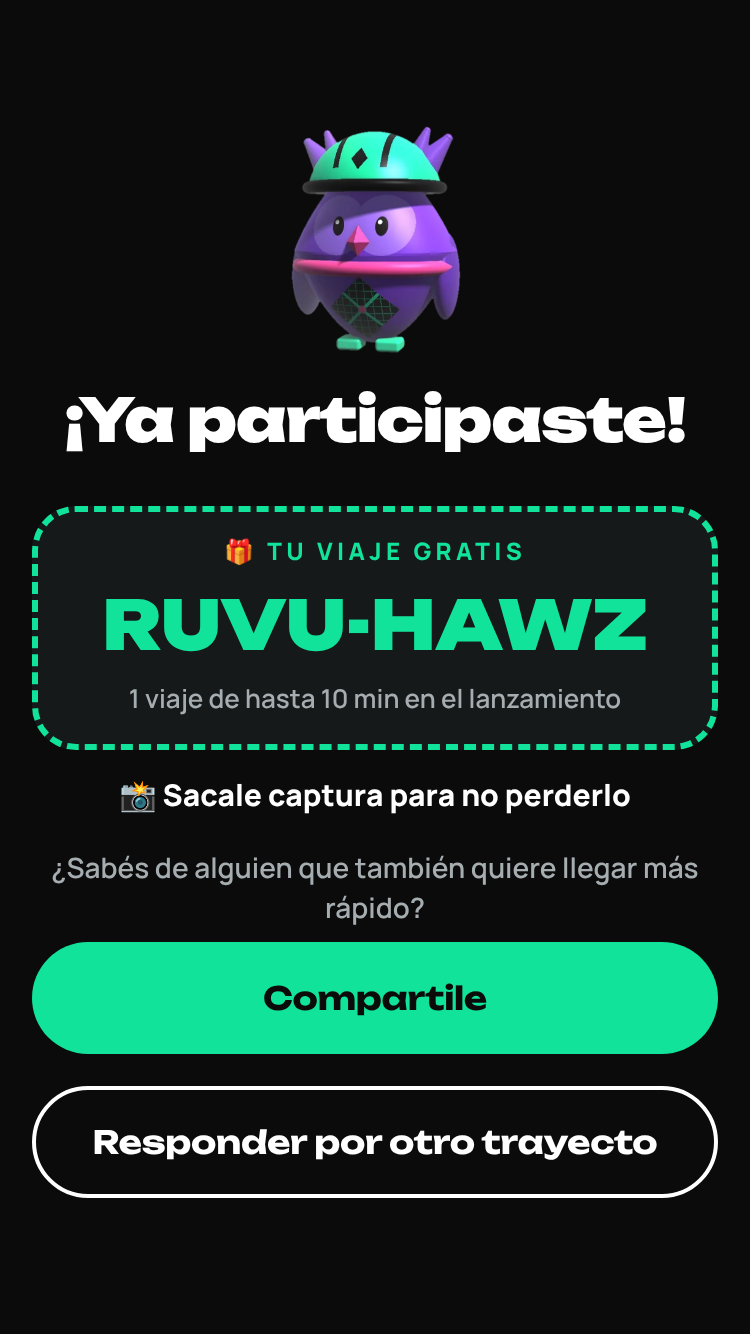 ¡Ya participaste!
🎁 TU VIAJE GRATIS
RUVU-HAWZ
1 viaje de hasta 10 min en el lanzamiento
📸 Sacale captura para no perderlo
¿Sabés de alguien que también quiere llegar más
rápido?
Compartile
Responder por otro trayecto